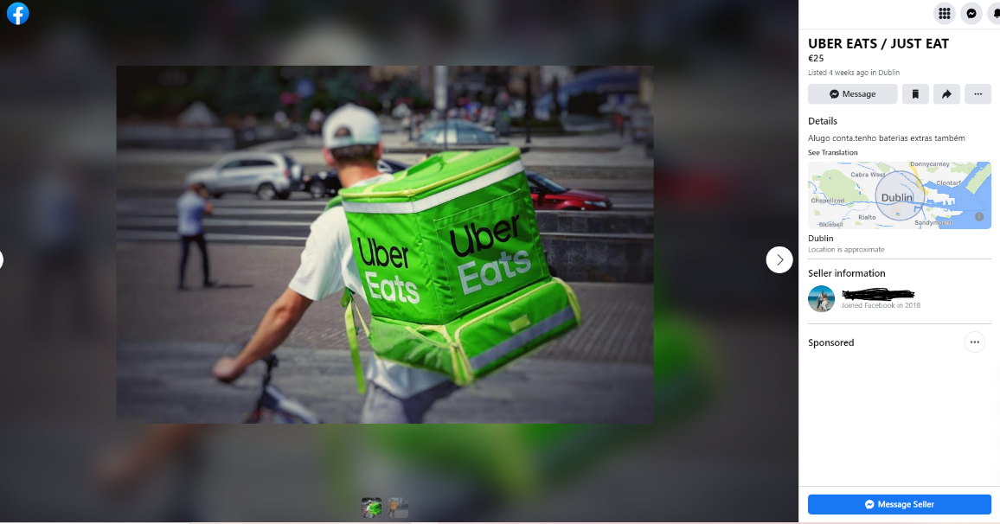 UBER EATS / JUST EAT
€25
Listed 4 weeks ago in Dublin
Message
Details
Alugo conta.tenho baterias extras também
See Translation
Donnycarney
Cabra West
Clontarf
Chapelizod
Dublin
Rialto
Sandymount
Bluebell
Dublin
Location is approximate
Seller information
Joined Facebook in 2018
Sponsored
Message Seller
Uber
Eats
Uber
Eats